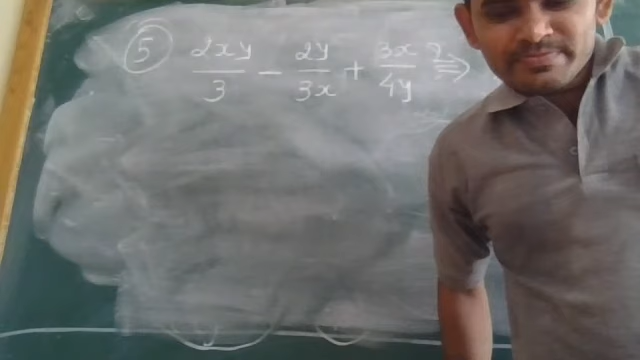 ⑤ 2xy/3 - 2y/3x + 3x/4y ? ⇒